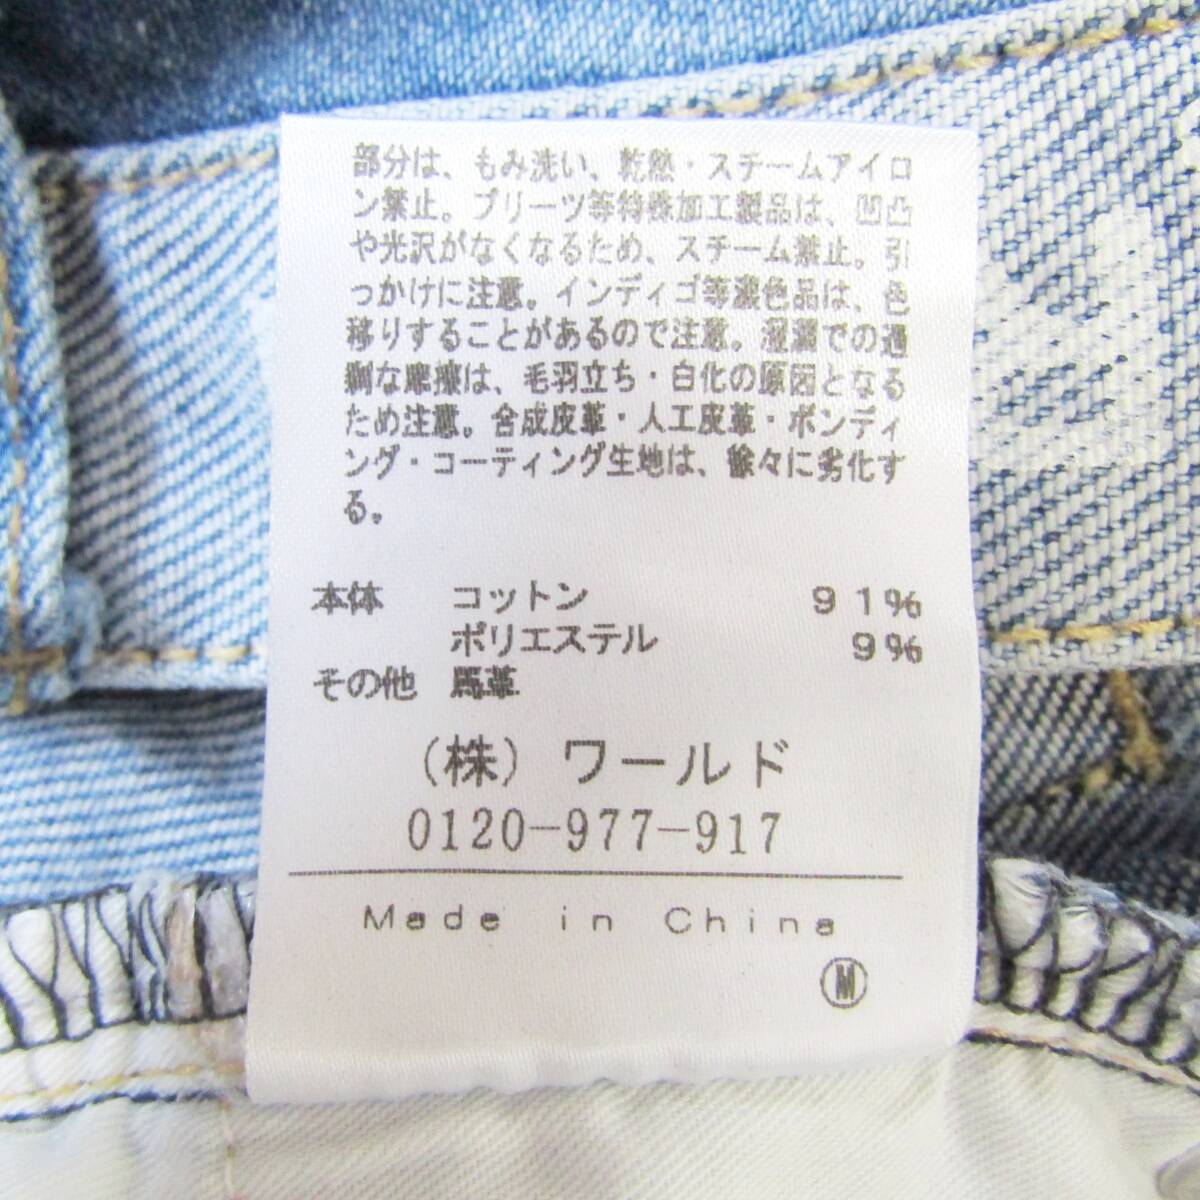 部分は、もみ洗い、乾燃・スチームアイロ
ン禁止。プリーツ等特殊加工製品は、凹凸
や光沢がなくなるため、スチーム禁止。引
っかけに注意。インディゴ等濃色品は、色
移りすることがあるので注意。湿潤での過
剰な摩擦は、毛羽立ち・白化の原因となる
ため注意。合成皮革・人工皮革・ボンディ
ング・コーティング生地は、徐々に劣化す
る。
本体 コットン 91%
ポリエステル 9%
その他 馬革
（株）ワールド
0120-977-917
Made in China
Ⓜ